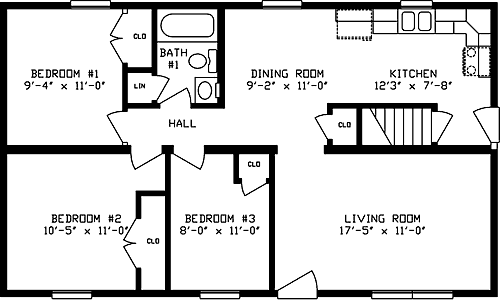 CLO
BATH
#1
BEDROOM #1
9'-4" x 11'-0"
LIN
DINING ROOM
9'-2" x 11'-0"
KITCHEN
12'3" x 7'-8"
HALL
CLO
CLO
BEDROOM #2
10'-5" x 11'-0"
CLO
BEDROOM #3
8'-0" x 11'-0"
LIVING ROOM
17'-5" x 11'-0"